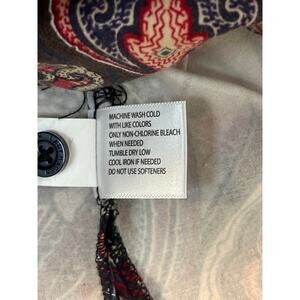 MACHINE WASH COLD
WITH LIKE COLORS
ONLY NON-CHLORINE BLEACH
WHEN NEEDED
TUMBLE DRY LOW
COOL IRON IF NEEDED
DO NOT USE SOFTENERS